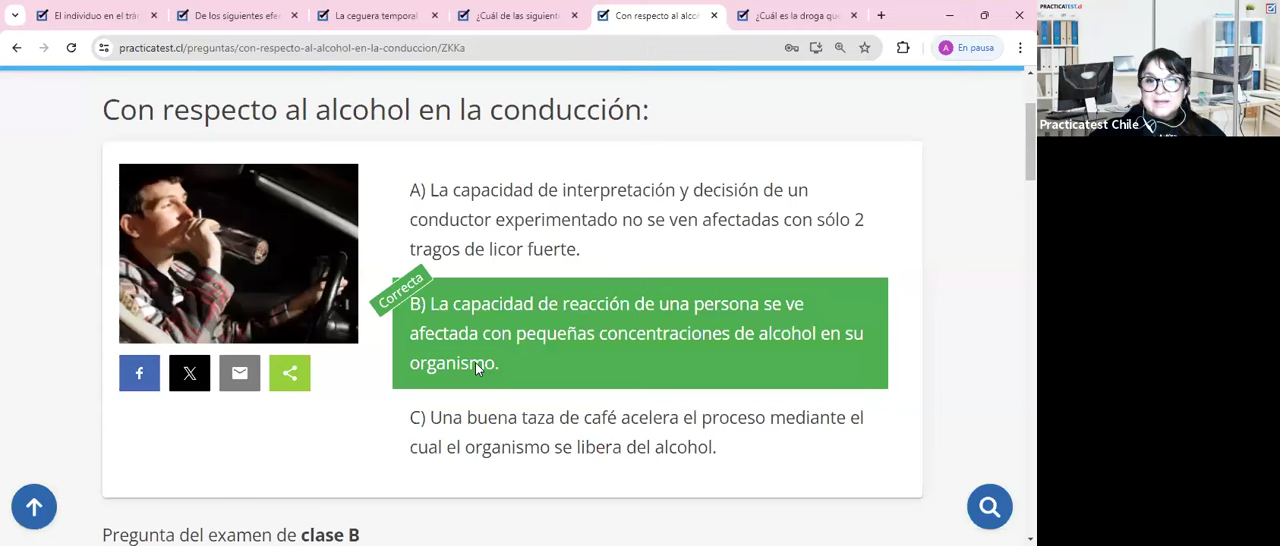 El individuo en el trán
De los siguientes efe
La ceguera temporal
¿Cuál de las siguient
Con respecto al alcoh
¿Cuál es la droga que
practicatest.cl/preguntas/con-respecto-al-alcohol-en-la-conduccion/ZKKa
A
En pausa
PRACTICATEST.cl
Practicatest Chile
Con respecto al alcohol en la conducción:
A) La capacidad de interpretación y decisión de un
conductor experimentado no se ven afectadas con sólo 2
tragos de licor fuerte.
Correcta
B) La capacidad de reacción de una persona se ve
afectada con pequeñas concentraciones de alcohol en su
organismo.
C) Una buena taza de café acelera el proceso mediante el
cual el organismo se libera del alcohol.
Pregunta del examen de clase B